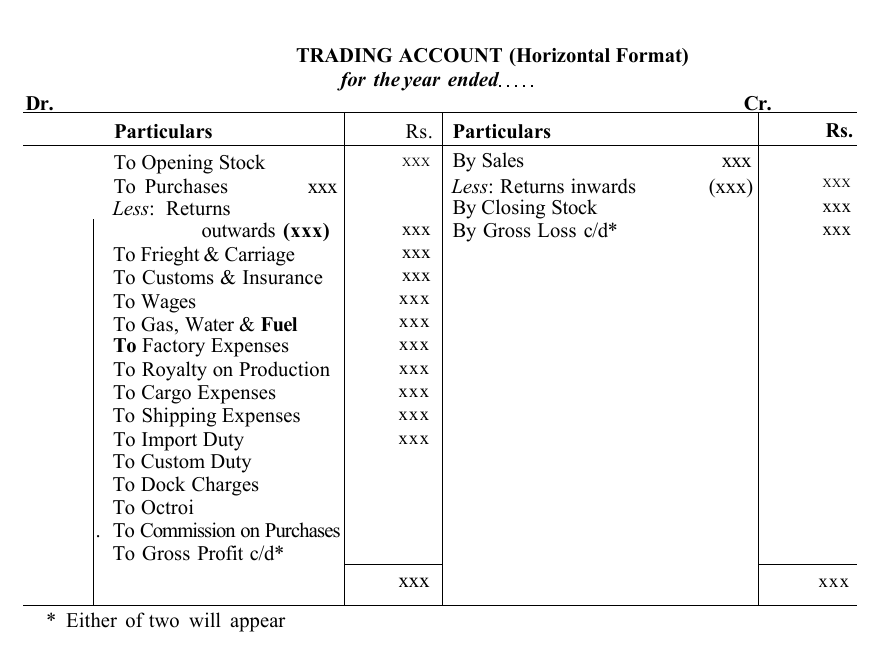 TRADING ACCOUNT (Horizontal Format)
for the year ended.....
Dr. Cr.
Particulars Rs. Particulars Rs.
To Opening Stock xxx By Sales xxx
To Purchases xxx Less: Returns inwards (xxx) xxx
Less: Returns By Closing Stock xxx
outwards (xxx) xxx By Gross Loss c/d* xxx
To Frieght & Carriage xxx
To Customs & Insurance xxx
To Wages xxx
To Gas, Water & Fuel xxx
To Factory Expenses xxx
To Royalty on Production xxx
To Cargo Expenses xxx
To Shipping Expenses xxx
To Import Duty xxx
To Custom Duty
To Dock Charges
To Octroi
. To Commission on Purchases
To Gross Profit c/d*
xxx xxx
* Either of two will appear